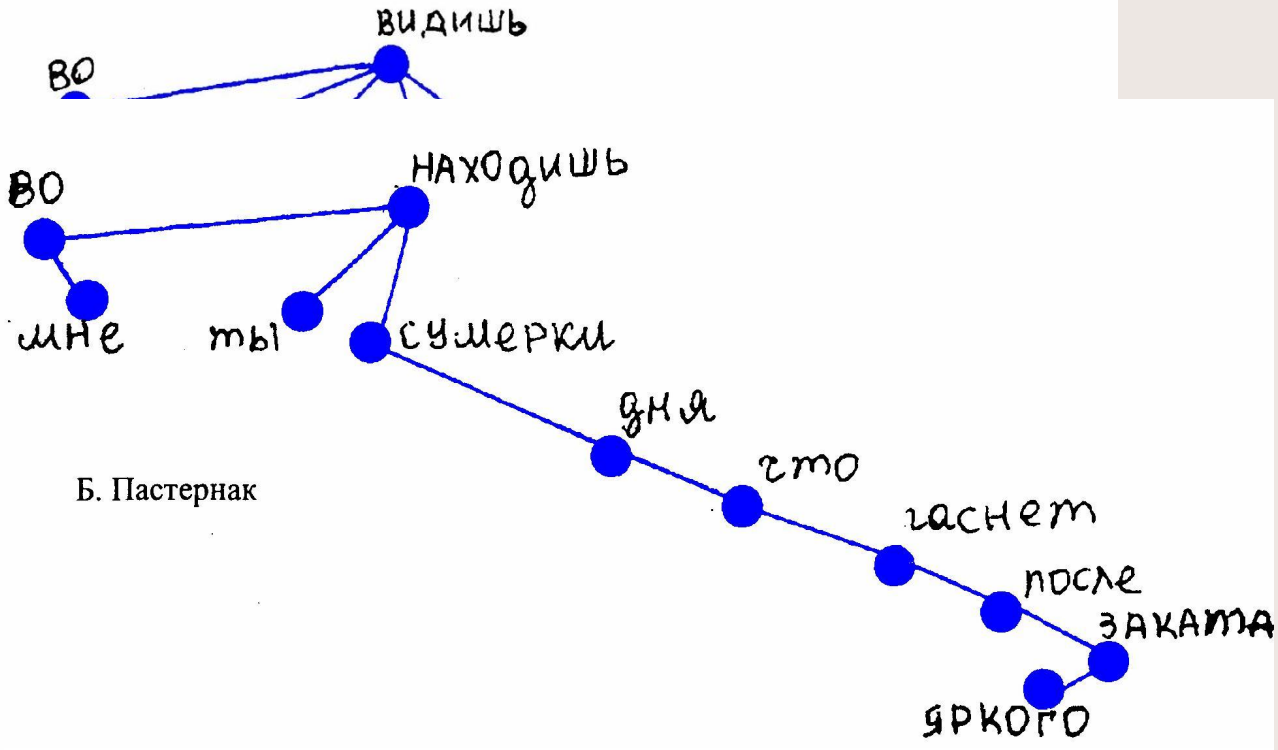 видишь
во
находишь
во
мне
ты
сумерки
дня
что
Б. Пастернак
гаснет
после
заката
яркого